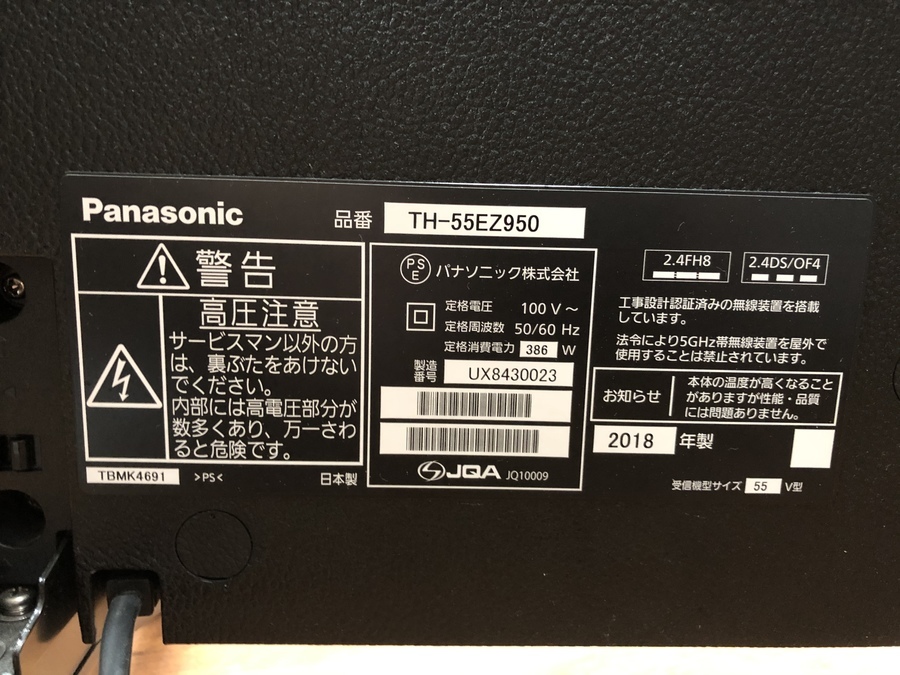 Panasonic
品番 TH-55EZ950
警告
高圧注意
サービスマン以外の方
は、裏ぶたをあけない
でください。
内部には高電圧部分が
数多くあり、万一さわ
ると危険です。
TBMK4691 >PS< 日本製
PSE パナソニック株式会社
定格電圧 100 V～
定格周波数 50/60 Hz
定格消費電力 386 W
製造
番号 UX8430023
JQA JQ10009
2.4FH8 2.4DS/OF4
工事設計認証済みの無線装置を搭載
しています。
法令により5GHz帯無線装置を屋外で
使用することは禁止されています。
お知らせ
本体の温度が高くなること
がありますが性能・品質
には問題ありません。
2018 年製
受信機型サイズ 55 V型